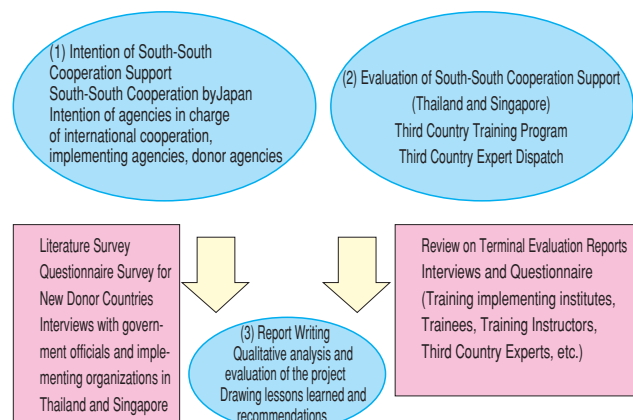 (1) Intention of South-South
Cooperation Support
South-South Cooperation byJapan
Intention of agencies in charge
of international cooperation,
implementing agencies, donor agencies
(2) Evaluation of South-South Cooperation Support
(Thailand and Singapore)
Third Country Training Program
Third Country Expert Dispatch
Literature Survey
Questionnaire Survey for
New Donor Countries
Interviews with govern-
ment officials and imple-
menting organizations in
Thailand and Singapore
Review on Terminal Evaluation Reports
Interviews and Questionnaire
(Training implementing institutes,
Trainees, Training Instructors,
Third Country Experts, etc.)
(3) Report Writing
Qualitative analysis and
evaluation of the project
Drawing lessons learned and
recommendations